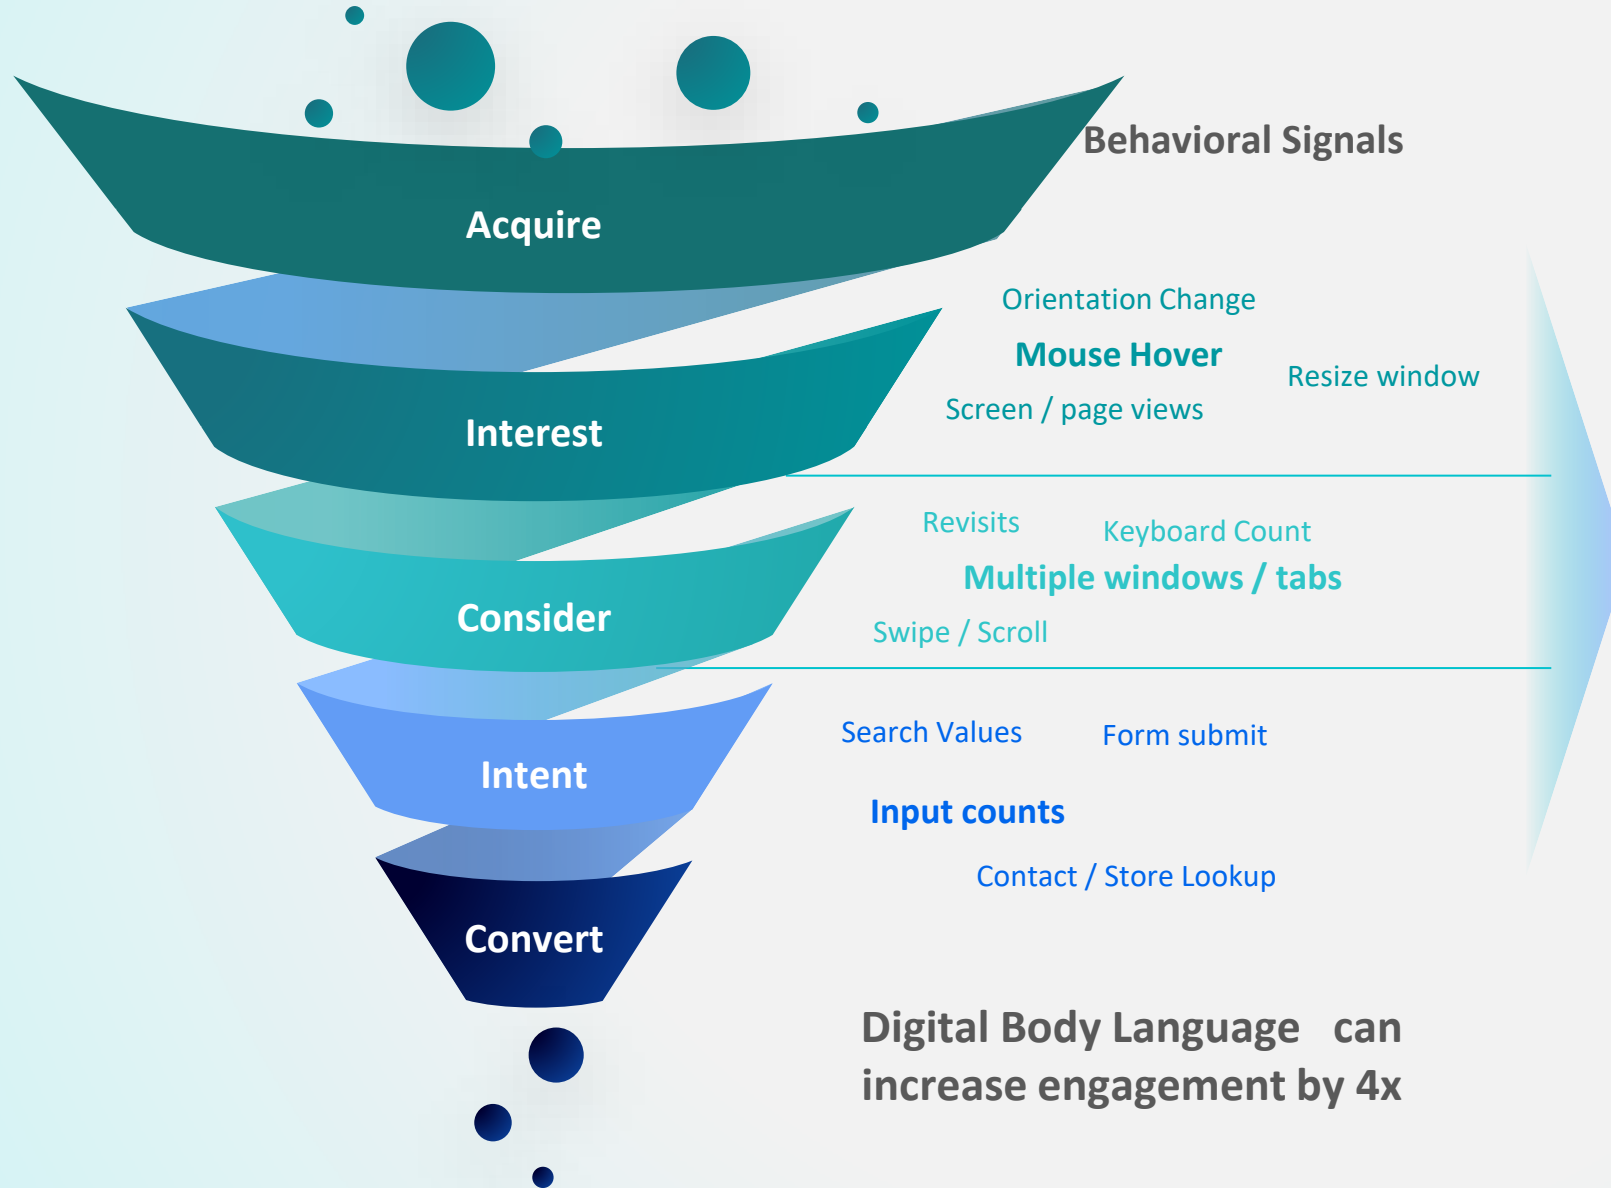 Behavioral Signals
Acquire
Orientation Change
Mouse Hover
Resize window
Screen / page views
Interest
Revisits
Keyboard Count
Multiple windows / tabs
Consider
Swipe / Scroll
Search Values
Form submit
Intent
Input counts
Contact / Store Lookup
Convert
Digital Body Language can
increase engagement by 4x